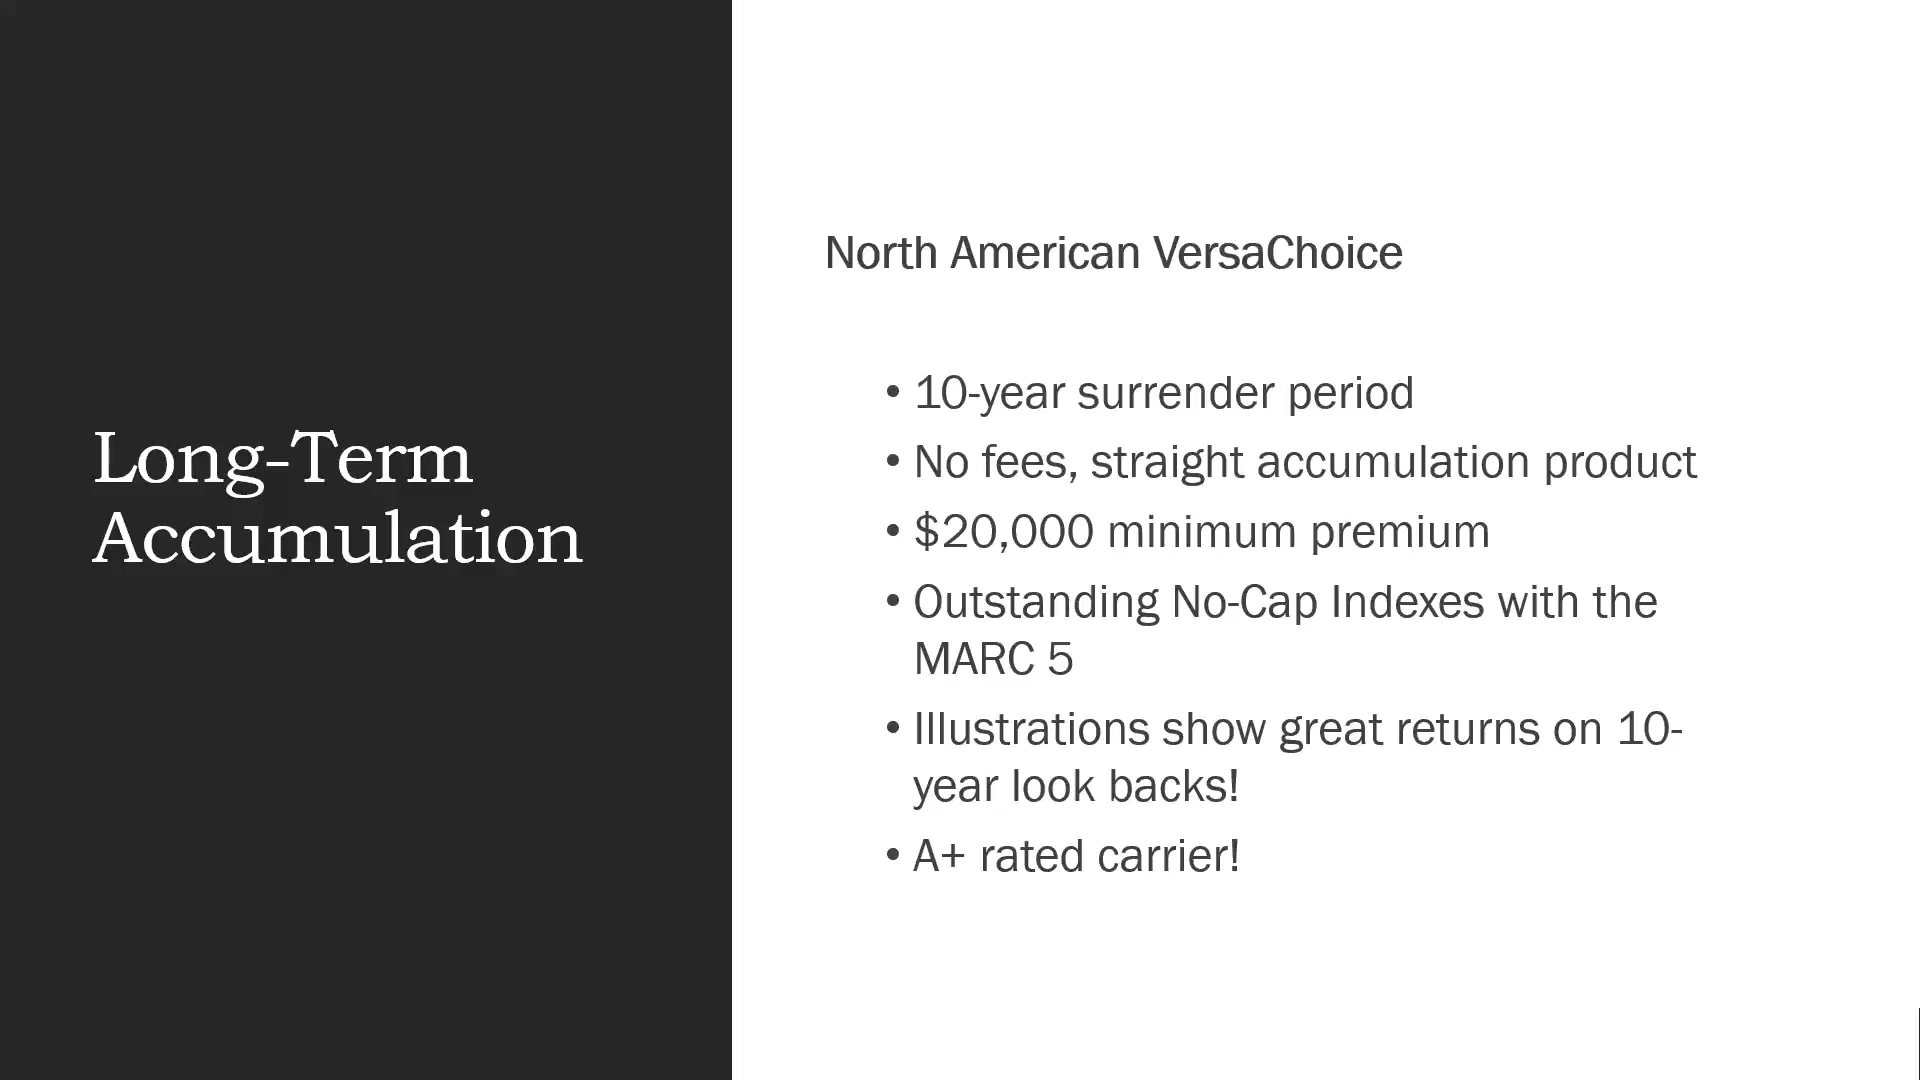 Long-Term
Accumulation
North American VersaChoice
• 10-year surrender period
• No fees, straight accumulation product
• $20,000 minimum premium
• Outstanding No-Cap Indexes with the
MARC 5
• Illustrations show great returns on 10-
year look backs!
• A+ rated carrier!